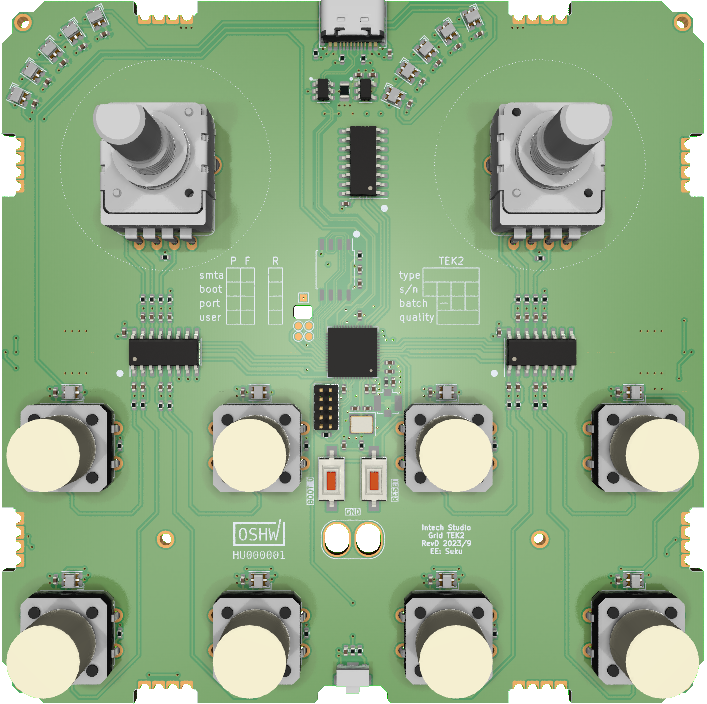 P F R
smta
boot
port
user
TEK2
type
s/n
batch
quality
BOOT_0
RESET
GND
OSHW
HU000001
Intech Studio
Grid TEK2
RevD 2023/9
EE: Suku